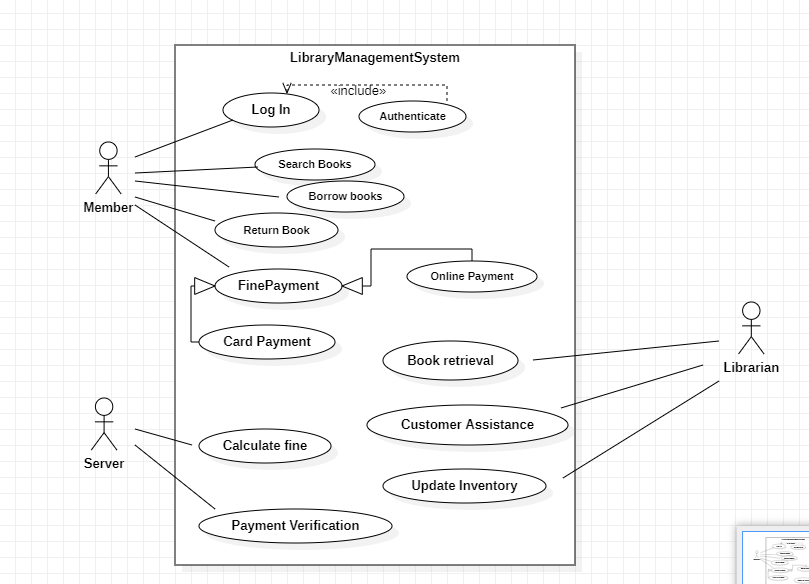 LibraryManagementSystem
«include»
Log In
Authenticate
Search Books
Borrow books
Member
Return Book
FinePayment
Online Payment
Card Payment
Book retrieval
Librarian
Customer Assistance
Calculate fine
Server
Update Inventory
Payment Verification